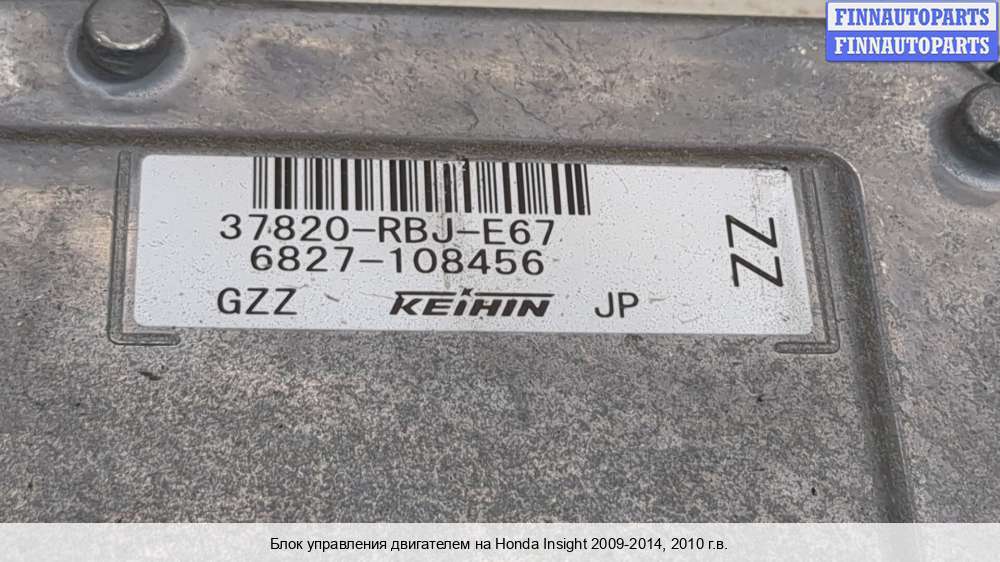 FINNAUTOPARTS
FINNAUTOPARTS
37820-RBJ-E67
6827-108456
GZZ KEIHIN JP
ZZ
Блок управления двигателем на Honda Insight 2009-2014, 2010 г.в.